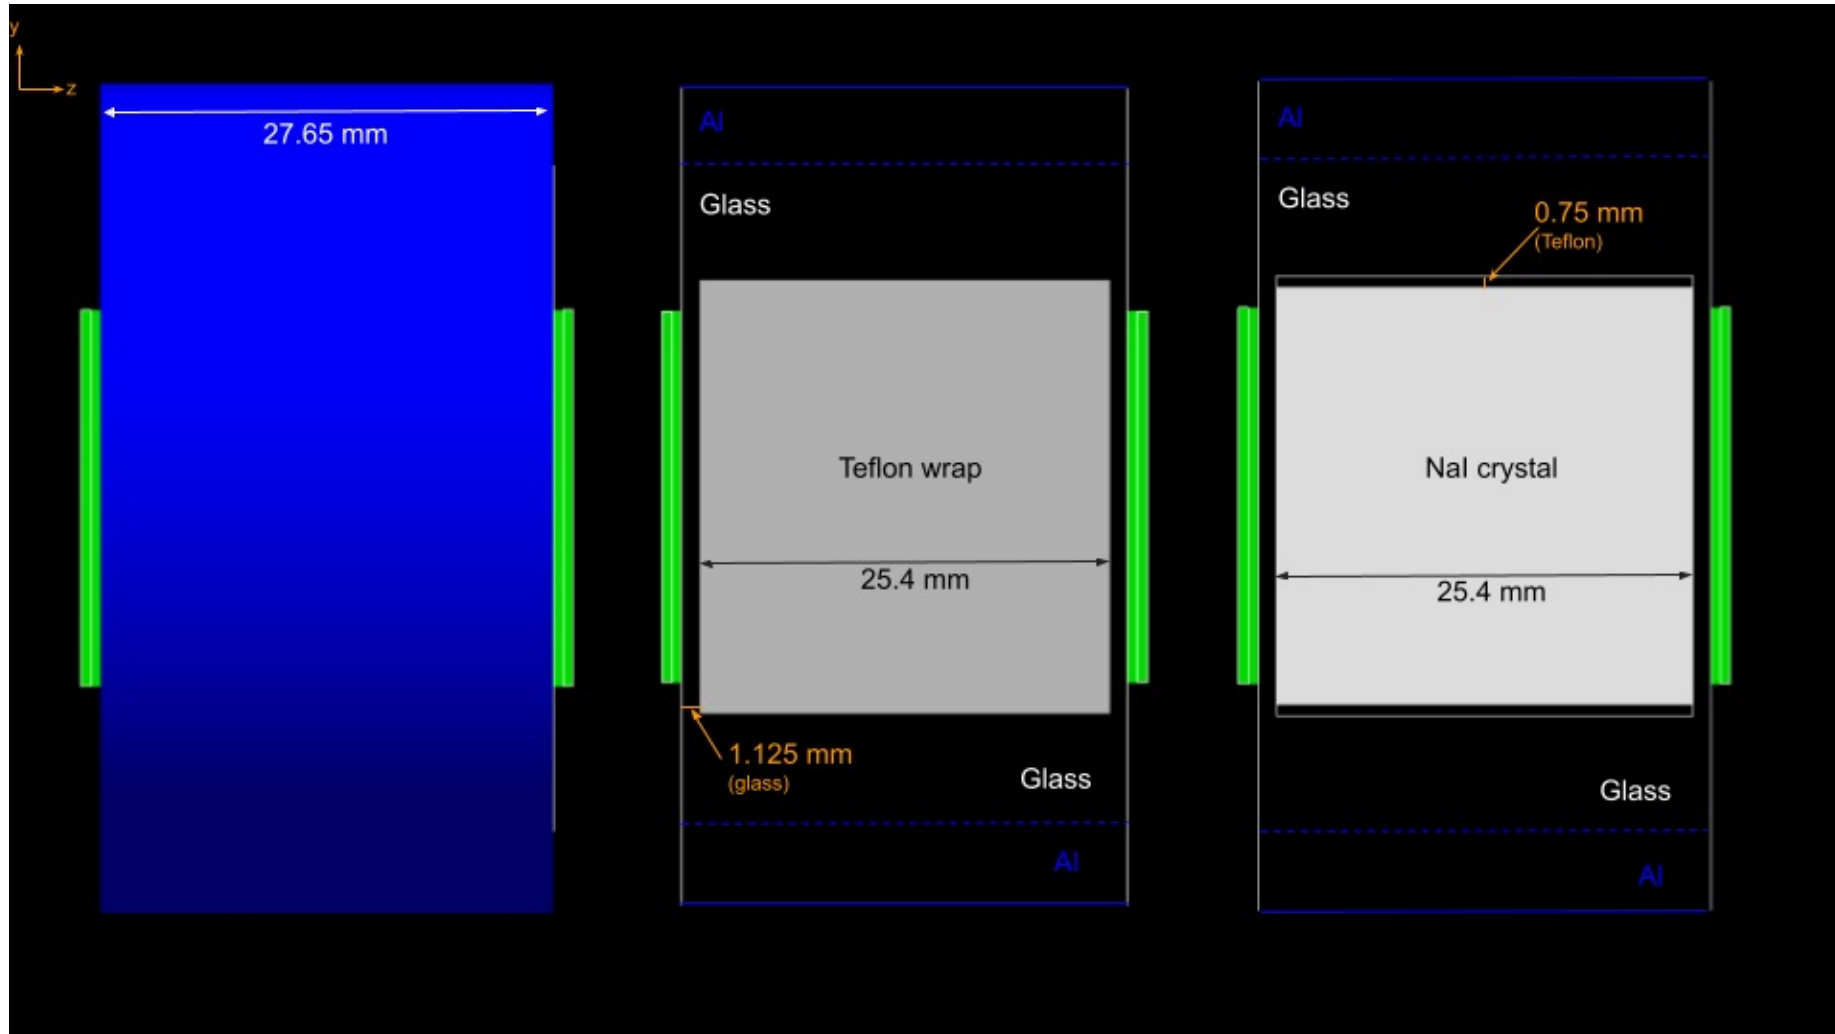 y
z
27.65 mm
Al
Glass
Teflon wrap
25.4 mm
1.125 mm
(glass)
Glass
Al
Al
Glass
0.75 mm
(Teflon)
NaI crystal
25.4 mm
Glass
Al